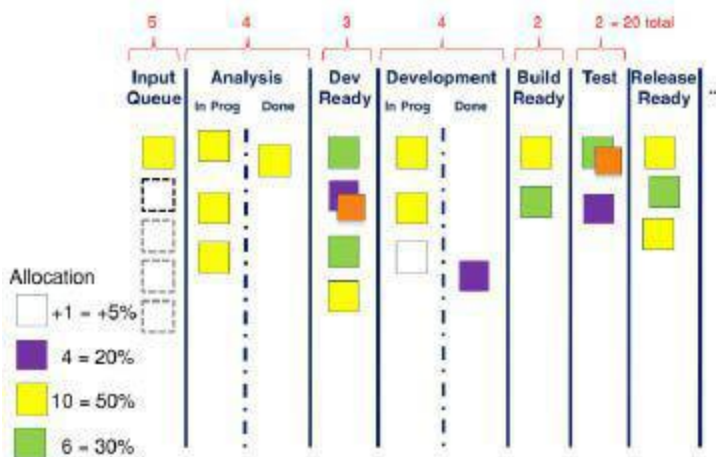 5 4 3 4 2 2 = 20 total
Input Queue Analysis Dev Ready Development Build Ready Test Release Ready ...
In Prog Done In Prog Done
Allocation
+1 = +5%
4 = 20%
10 = 50%
6 = 30%